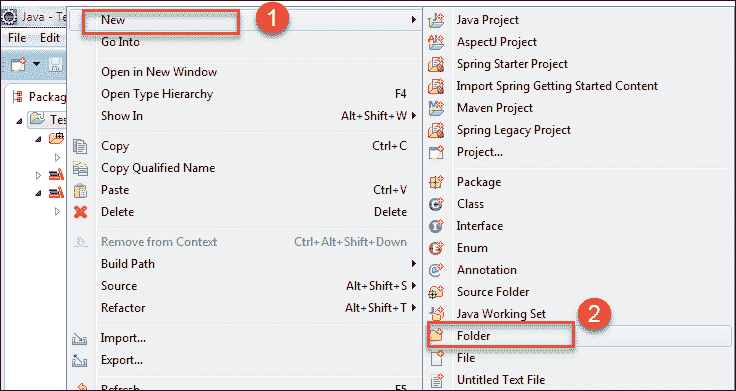 Java - Te
File Edit
Packag
Tes
New
1
Go Into
Open in New Window
Open Type Hierarchy F4
Show In Alt+Shift+W
Copy Ctrl+C
Copy Qualified Name
Paste Ctrl+V
Delete Delete
Remove from Context Ctrl+Alt+Shift+Down
Build Path
Source Alt+Shift+S
Refactor Alt+Shift+T
Import...
Export...
Refresh F5
Java Project
AspectJ Project
Spring Starter Project
Import Spring Getting Started Content
Maven Project
Spring Legacy Project
Project...
Package
Class
Interface
Enum
Annotation
Source Folder
Java Working Set
2
Folder
File
Untitled Text File